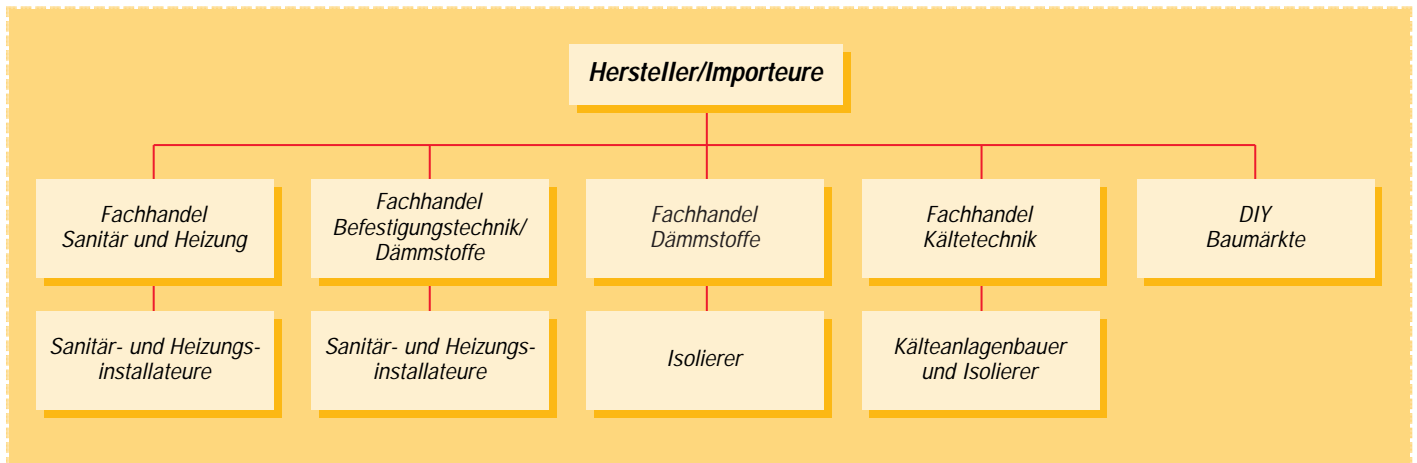 Hersteller/Importeure
Fachhandel
Sanitär und Heizung
Fachhandel
Befestigungstechnik/
Dämmstoffe
Fachhandel
Dämmstoffe
Fachhandel
Kältetechnik
DIY
Baumärkte
Sanitär- und Heizungs-
installateure
Sanitär- und Heizungs-
installateure
Isolierer
Kälteanlagenbauer
und Isolierer